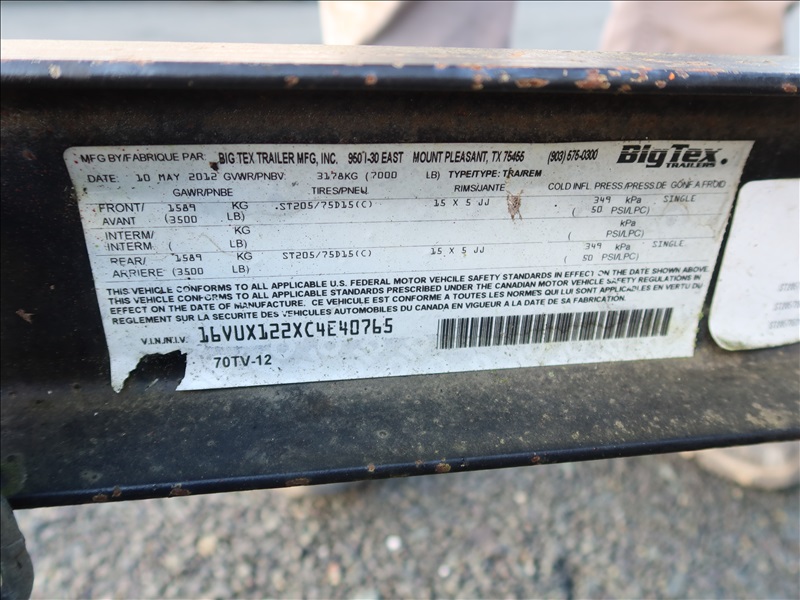 MFG BY/FABRIQUE PAR: BIG TEX TRAILER MFG, INC. 950 I-30 EAST MOUNT PLEASANT, TX 75455 (903) 575-0300 Big Tex TRAILERS
DATE: 10 MAY 2012 GVWR/PNBV: 3178KG (7000 LB) TYPE/TYPE: TRA/REM
GAWR/PNBE TIRES/PNEU RIMS/JANTE COLD INFL PRESS/PRESS.DE GONF A FROID
FRONT/ 1589 KG ST205/75D15(C) 15 X 5 JJ 349 kPa SINGLE
AVANT (3500 LB) ( 50 PSI/LPC)
INTERM/ KG kPa
INTERM ( LB) ( PSI/LPC)
REAR/ 1589 KG ST205/75D15(C) 15 X 5 JJ 349 kPa SINGLE
ARRIERE (3500 LB) ( 50 PSI/LPC)
THIS VEHICLE CONFORMS TO ALL APPLICABLE U.S. FEDERAL MOTOR VEHICLE SAFETY STANDARDS IN EFFECT ON THE DATE SHOWN ABOVE.
THIS VEHICLE CONFORMS TO ALL APPLICABLE STANDARDS PRESCRIBED UNDER THE CANADIAN MOTOR VEHICLE SAFETY REGULATIONS IN
EFFECT ON THE DATE OF MANUFACTURE. CE VEHICULE EST CONFORME A TOUTES LES NORMES QUI LUI SONT APPLICABLES EN VERTU DU
REGLEMENT SUR LA SECURITE DES VEHICULES AUTOMOBILES DU CANADA EN VIGUEUR A LA DATE DE SA FABRICATION.
V.I.N./N.I.V. 16VUX122XC4E40765
70TV-12